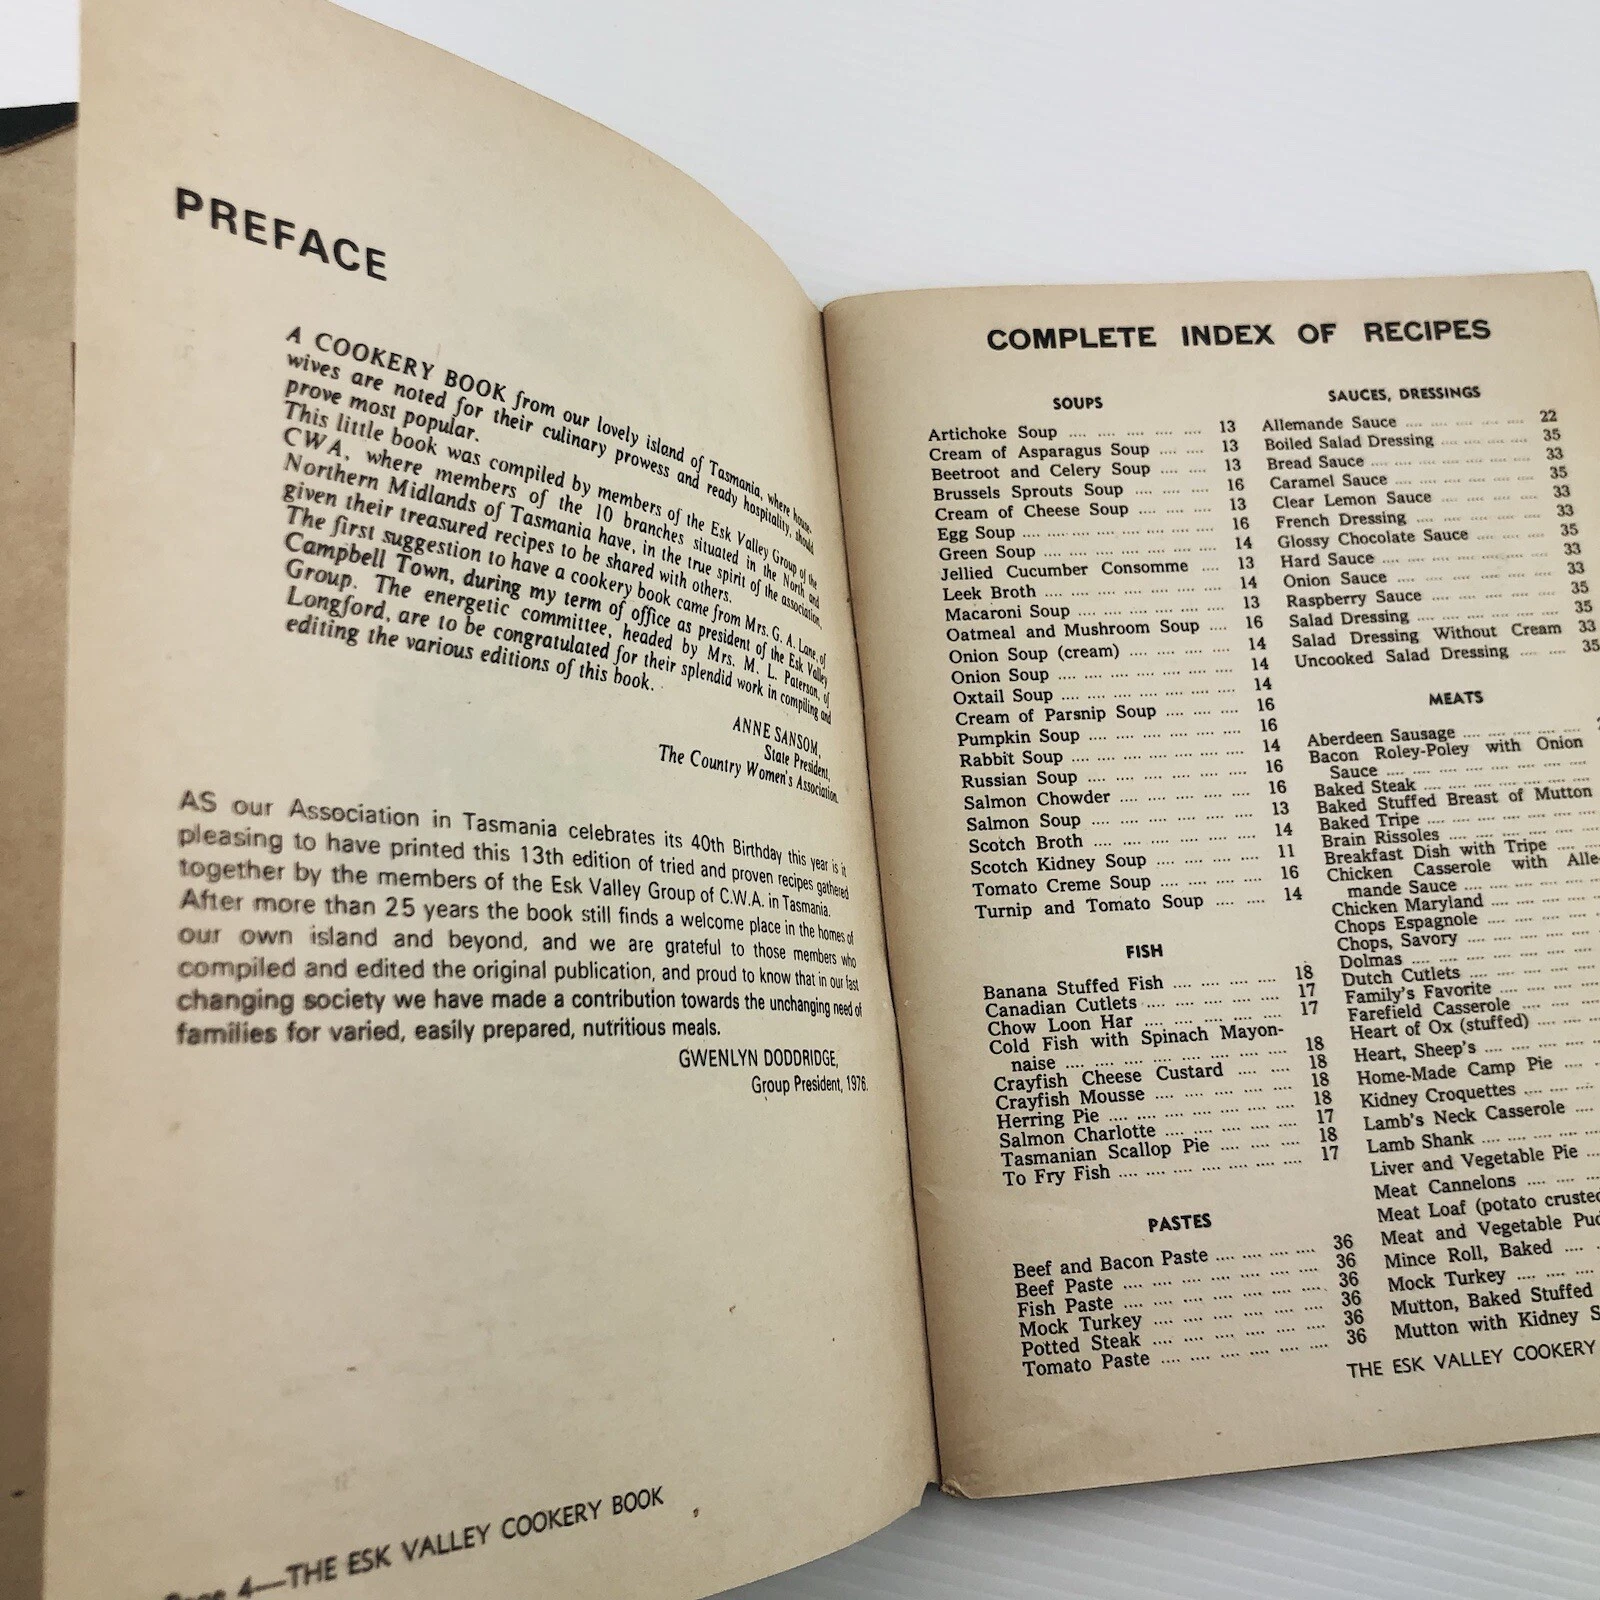 PREFACE
A COOKERY BOOK from our lovely island of Tasmania, where house-
wives are noted for their culinary prowess and ready hospitality, should
prove most popular.
This little book was compiled by members of the Esk Valley Group of the
CWA, where members of the 10 branches situated in the North and
Northern Midlands of Tasmania have, in the true spirit of the association,
given their treasured recipes to be shared with others.
The first suggestion to have a cookery book came from Mrs. G. A. Lane, of
Campbell Town, during my term of office as president of the Esk Valley
Group. The energetic committee, headed by Mrs. M. L. Paterson, of
Longford, are to be congratulated for their splendid work in compiling and
editing the various editions of this book.
ANNE SANSOM,
State President,
The Country Women's Association.
AS our Association in Tasmania celebrates its 40th Birthday this year is it
pleasing to have printed this 13th edition of tried and proven recipes gathered
together by the members of the Esk Valley Group of C.W.A. in Tasmania.
After more than 25 years the book still finds a welcome place in the homes of
our own island and beyond, and we are grateful to those members who
compiled and edited the original publication, and proud to know that in our fast
changing society we have made a contribution towards the unchanging need of
families for varied, easily prepared, nutritious meals.
GWENLYN DODDRIDGE,
Group President, 1976.
Page 4—THE ESK VALLEY COOKERY BOOK
COMPLETE INDEX OF RECIPES
SOUPS
Artichoke Soup .... .... .... .... .... 13
Cream of Asparagus Soup .... .... 13
Beetroot and Celery Soup .... .... 13
Brussels Sprouts Soup .... .... .... 16
Cream of Cheese Soup .... .... .... 13
Egg Soup .... .... .... .... .... .... .... 16
Green Soup .... .... .... .... .... .... 14
Jellied Cucumber Consomme .... 13
Leek Broth .... .... .... .... .... .... 14
Macaroni Soup .... .... .... .... .... 13
Oatmeal and Mushroom Soup .... 16
Onion Soup (cream) .... .... .... .... 14
Onion Soup .... .... .... .... .... .... 14
Oxtail Soup .... .... .... .... .... .... 14
Cream of Parsnip Soup .... .... .... 16
Pumpkin Soup .... .... .... .... .... 16
Rabbit Soup .... .... .... .... .... .... 14
Russian Soup .... .... .... .... .... 16
Salmon Chowder .... .... .... .... .... 16
Salmon Soup .... .... .... .... .... .... 13
Scotch Broth .... .... .... .... .... .... 14
Scotch Kidney Soup .... .... .... .... 11
Tomato Creme Soup .... .... .... .... 16
Turnip and Tomato Soup .... .... 14
FISH
Banana Stuffed Fish .... .... .... .... 18
Canadian Cutlets .... .... .... .... .... 17
Chow Loon Har .... .... .... .... .... 17
Cold Fish with Spinach Mayon-
naise .... .... .... .... .... .... .... .... 18
Crayfish Cheese Custard .... .... 18
Crayfish Mousse .... .... .... .... .... 18
Herring Pie .... .... .... .... .... .... 18
Salmon Charlotte .... .... .... .... .... 17
Tasmanian Scallop Pie .... .... .... 18
To Fry Fish .... .... .... .... .... .... .... 17
PASTES
Beef and Bacon Paste .... .... .... .... 36
Beef Paste .... .... .... .... .... .... .... 36
Fish Paste .... .... .... .... .... .... .... 36
Mock Turkey .... .... .... .... .... .... 36
Potted Steak .... .... .... .... .... .... 36
Tomato Paste .... .... .... .... .... .... 36
SAUCES, DRESSINGS
Allemande Sauce .... .... .... .... .... 22
Boiled Salad Dressing .... .... .... .... 35
Bread Sauce .... .... .... .... .... .... 33
Caramel Sauce .... .... .... .... .... 35
Clear Lemon Sauce .... .... .... .... 33
French Dressing .... .... .... .... .... 33
Glossy Chocolate Sauce .... .... .... 35
Hard Sauce .... .... .... .... .... .... 33
Onion Sauce .... .... .... .... .... .... 33
Raspberry Sauce .... .... .... .... .... 35
Salad Dressing .... .... .... .... .... 35
Salad Dressing Without Cream 33
Uncooked Salad Dressing .... .... 35
MEATS
Aberdeen Sausage .... .... .... .... ....
Bacon Roley-Poley with Onion
Sauce .... .... .... .... .... .... ....
Baked Steak .... .... .... .... .... ....
Baked Stuffed Breast of Mutton
Baked Tripe .... .... .... .... .... ....
Brain Rissoles .... .... .... .... ....
Breakfast Dish with Tripe .... ....
Chicken Casserole with Alle-
mande Sauce .... .... .... .... ....
Chicken Maryland .... .... .... ....
Chops Espagnole .... .... .... ....
Chops, Savory .... .... .... .... ....
Dolmas .... .... .... .... .... .... ....
Dutch Cutlets .... .... .... .... ....
Family's Favorite .... .... .... ....
Farefield Casserole .... .... ....
Heart of Ox (stuffed) .... .... ....
Heart, Sheep's .... .... .... .... ....
Home-Made Camp Pie .... ....
Kidney Croquettes .... .... ....
Lamb's Neck Casserole ....
Lamb Shank .... .... .... ....
Liver and Vegetable Pie ....
Meat Cannelons .... .... ....
Meat Loaf (potato crusted
Meat and Vegetable Pud
Mince Roll, Baked .... ....
Mock Turkey .... .... ....
Mutton, Baked Stuffed
Mutton with Kidney S
THE ESK VALLEY COOKERY